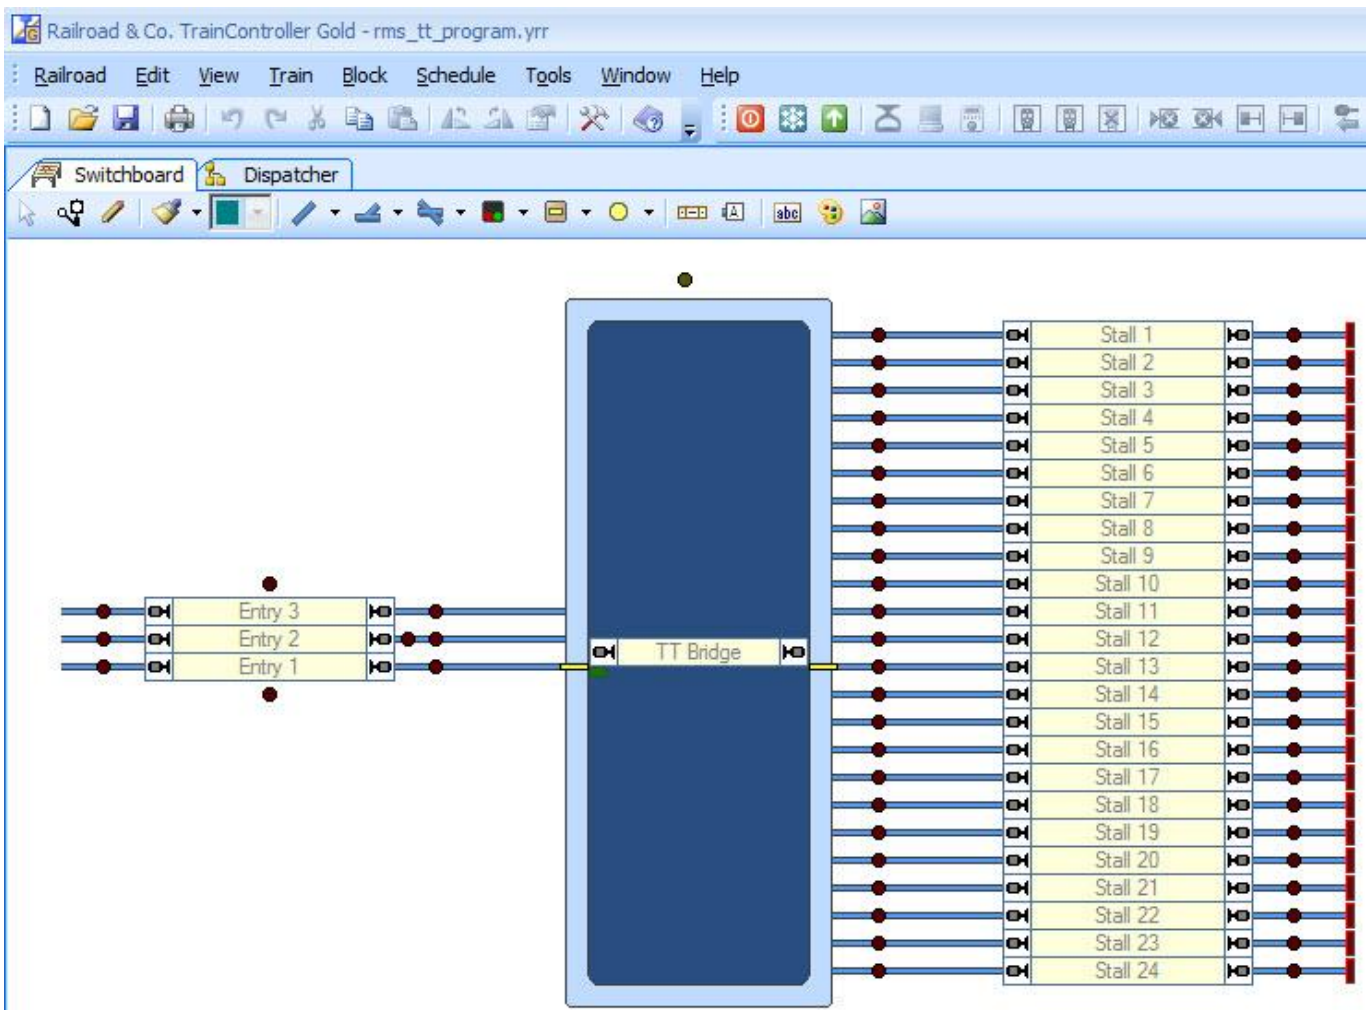 Railroad & Co. TrainController Gold - rms_tt_program.yrr
Railroad Edit View Train Block Schedule Tools Window Help
Switchboard Dispatcher
A abc
Stall 1
Stall 2
Stall 3
Stall 4
Stall 5
Stall 6
Stall 7
Stall 8
Stall 9
Stall 10
Entry 3 Stall 11
Entry 2 Stall 12
TT Bridge
Entry 1 Stall 13
Stall 14
Stall 15
Stall 16
Stall 17
Stall 18
Stall 19
Stall 20
Stall 21
Stall 22
Stall 23
Stall 24